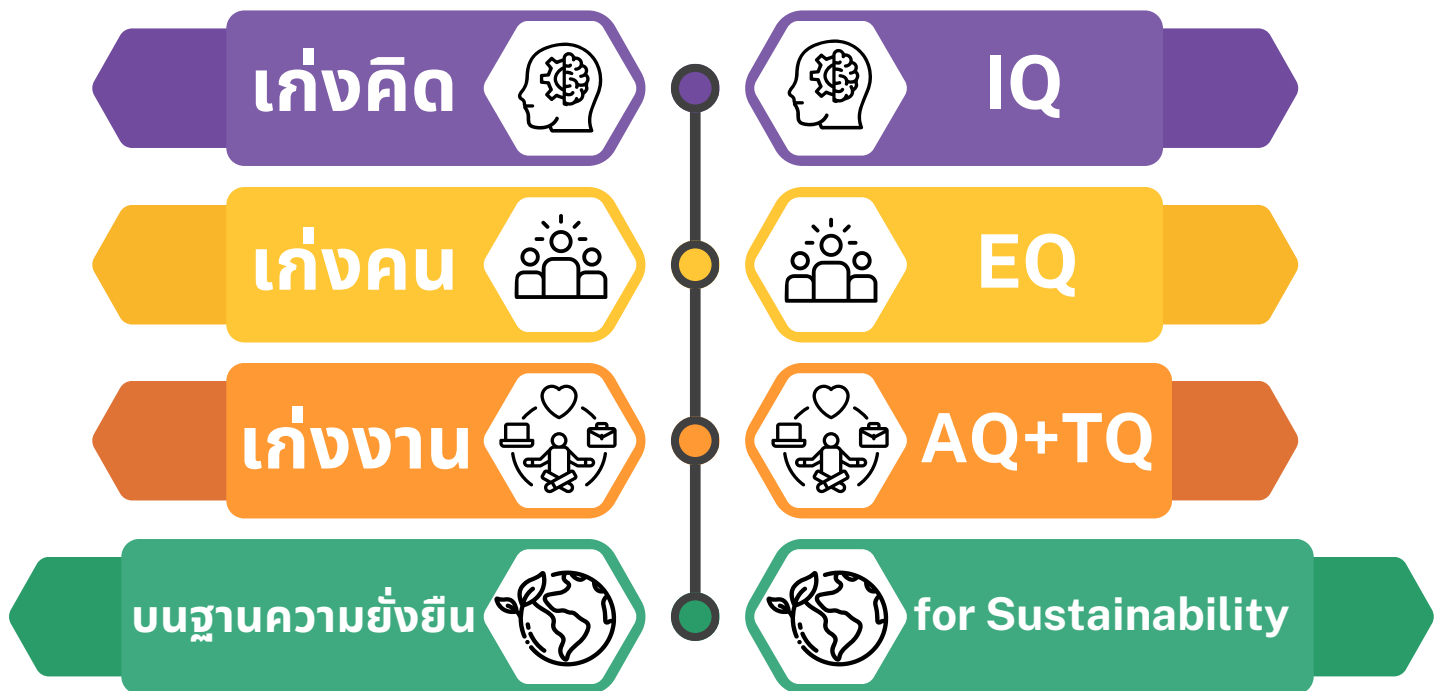 เก่งคิด
IQ
เก่งคน
EQ
เก่งงาน
AQ+TQ
บนฐานความยั่งยืน
for Sustainability